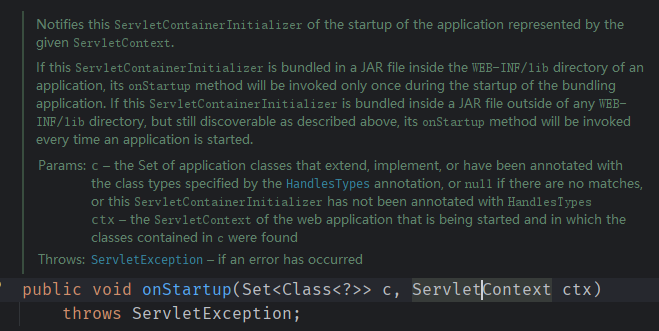 Notifies this ServletContainerInitializer of the startup of the application represented by the
given ServletContext.
If this ServletContainerInitializer is bundled in a JAR file inside the WEB-INF/lib directory of an
application, its onStartup method will be invoked only once during the startup of the bundling
application. If this ServletContainerInitializer is bundled inside a JAR file outside of any WEB-
INF/lib directory, but still discoverable as described above, its onStartup method will be invoked
every time an application is started.
Params: c – the Set of application classes that extend, implement, or have been annotated with
the class types specified by the HandlesTypes annotation, or null if there are no matches,
or this ServletContainerInitializer has not been annotated with HandlesTypes
ctx – the ServletContext of the web application that is being started and in which the
classes contained in c were found
Throws: ServletException – if an error has occurred
public void onStartup(Set<Class<?>> c, ServletContext ctx)
throws ServletException;